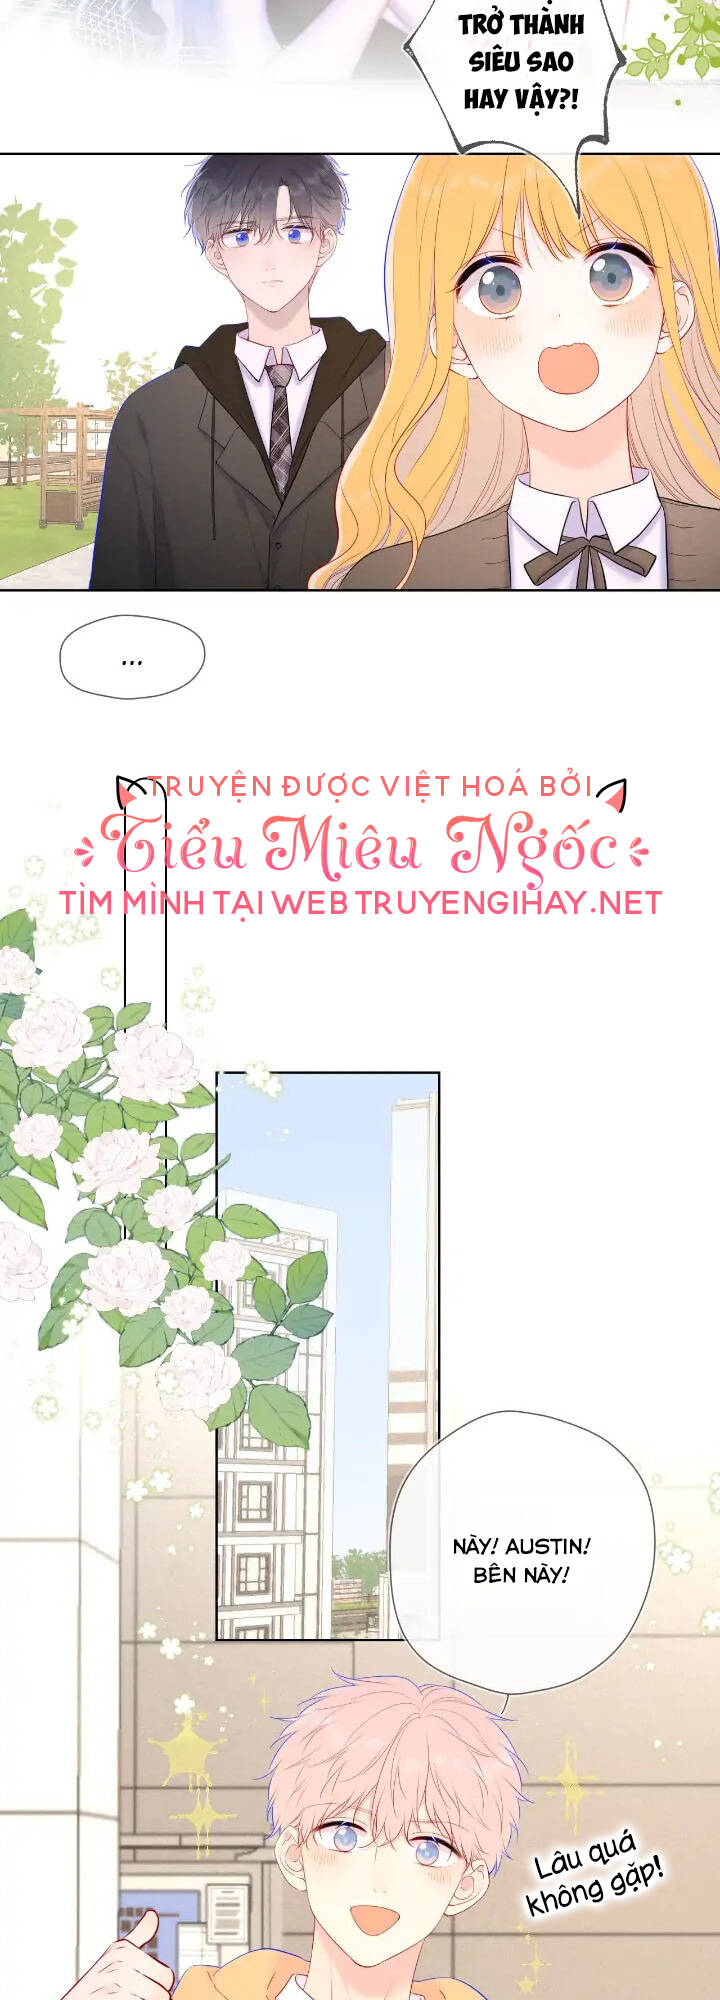 TRỞ THÀNH
SIÊU SAO
HAY VẬY?!
...
TRUYỆN ĐƯỢC VIỆT HOÁ BỞI
Tiểu Miêu Ngốc
TÌM MÌNH TẠI WEB TRUYENGIHAY.NET
NÀY! AUSTIN!
BÊN NÀY!
Lâu quá
không gặp!